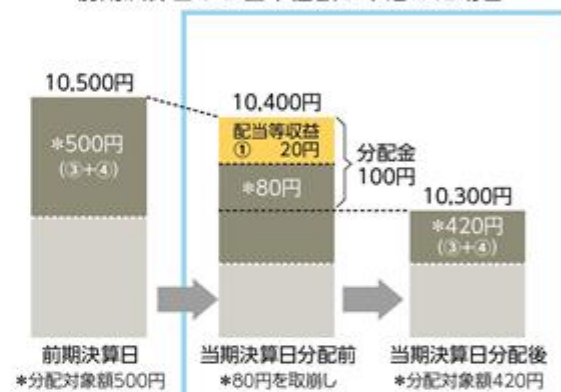 10,500円
*500円
(③+④)
前期決算日
*分配対象額500円
10,400円
配当等収益
① 20円
*80円
分配金
100円
当期決算日分配前
*80円を取崩し
10,300円
*420円
(③+④)
当期決算日分配後
*分配対象額420円